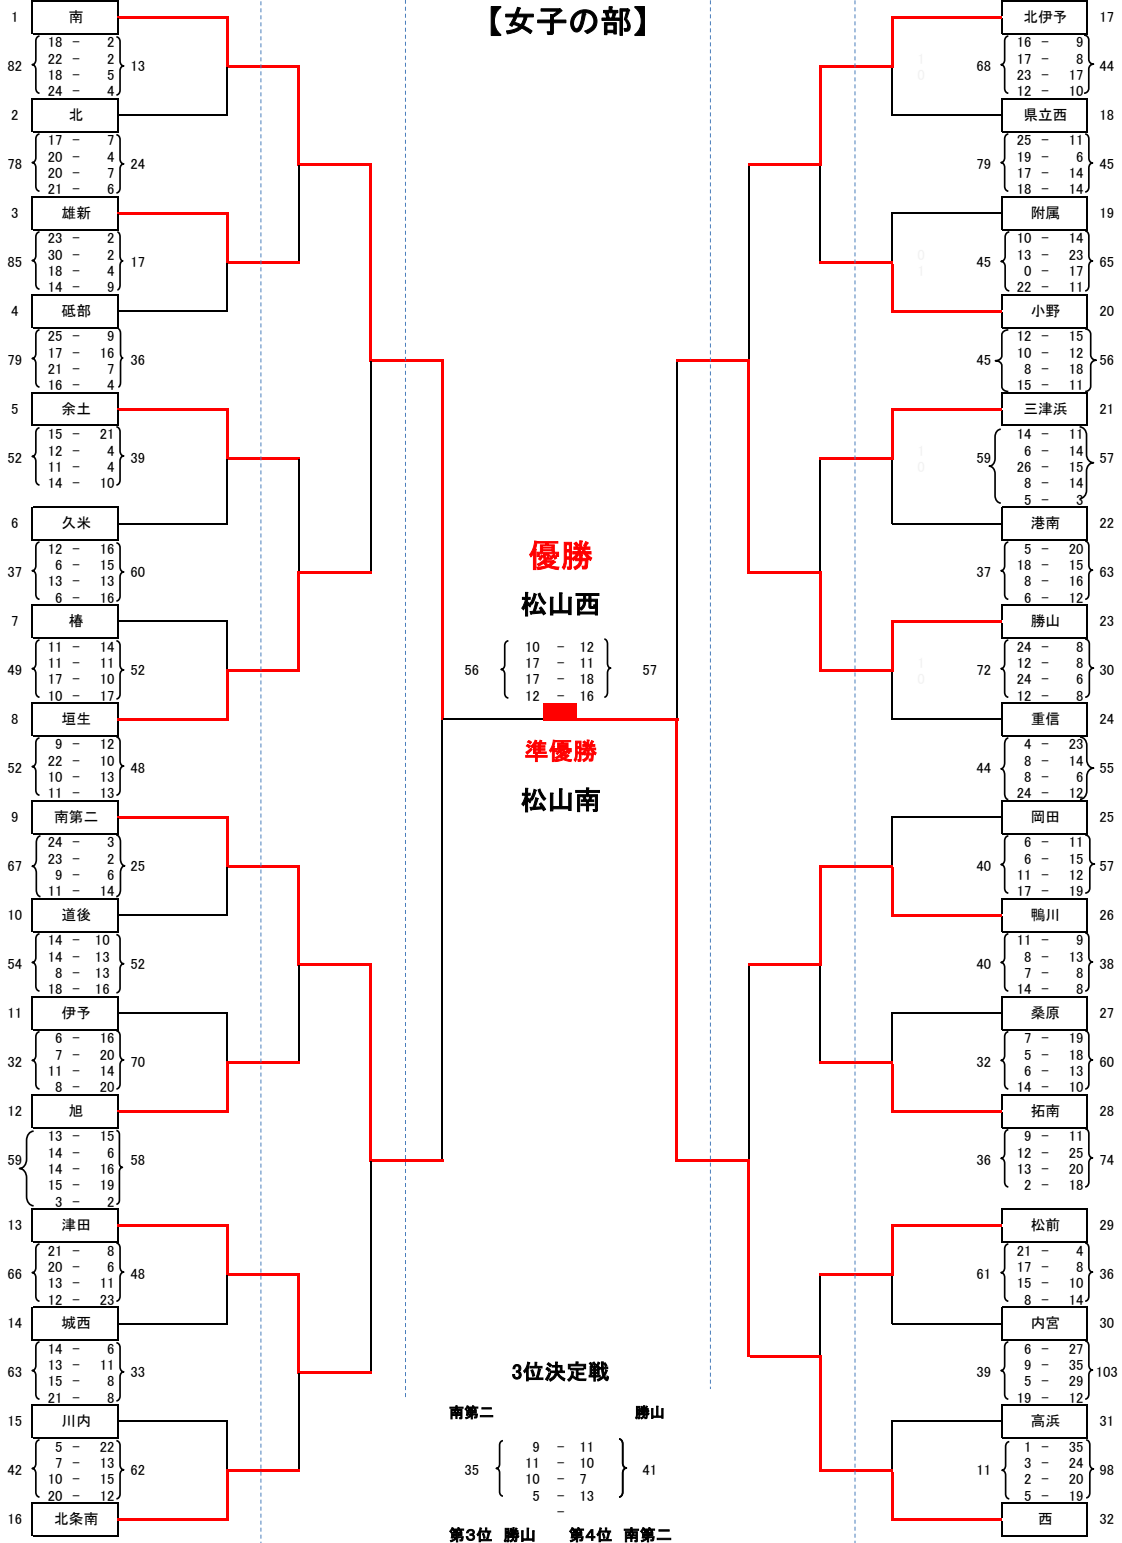 【女子の部】
1 南
18 － 2
22 － 2
82 18 － 5 13
24 － 4
2 北
17 － 7
20 － 4
78 20 － 7 24
21 － 6
3 雄新
23 － 2
30 － 2
85 18 － 4 17
14 － 9
4 砥部
25 － 9
17 － 16
79 21 － 7 36
16 － 4
5 余土
15 － 21
12 － 4
52 11 － 4 39
14 － 10
6 久米
12 － 16
6 － 15
37 13 － 13 60
6 － 16
7 椿
11 － 14
11 － 11
49 17 － 10 52
10 － 17
8 垣生
9 － 12
22 － 10
52 10 － 13 48
11 － 13
9 南第二
24 － 3
23 － 2
67 9 － 6 25
11 － 14
10 道後
14 － 10
14 － 13
54 8 － 13 52
18 － 16
11 伊予
6 － 16
7 － 20
32 11 － 14 70
8 － 20
12 旭
13 － 15
14 － 6
59 14 － 16 58
15 － 19
3 － 2
13 津田
21 － 8
20 － 6
66 13 － 11 48
12 － 23
14 城西
14 － 6
13 － 11
63 15 － 8 33
21 － 8
15 川内
5 － 22
7 － 13
42 10 － 15 62
20 － 12
16 北条南
優勝
松山西
10 － 12
17 － 11
56 17 － 18 57
12 － 16
準優勝
松山南
3位決定戦
南第二 勝山
9 － 11
11 － 10
35 10 － 7 41
5 － 13
－
第3位 勝山 第4位 南第二
北伊予 17
16 － 9
17 － 8
68 23 － 17 44
12 － 10
県立西 18
25 － 11
19 － 6
79 17 － 14 45
18 － 14
附属 19
10 － 14
13 － 23
45 0 － 17 65
22 － 11
小野 20
12 － 15
10 － 12
45 8 － 18 56
15 － 11
三津浜 21
14 － 11
6 － 14
59 26 － 15 57
8 － 14
5 － 3
港南 22
5 － 20
18 － 15
37 8 － 16 63
6 － 12
勝山 23
24 － 8
12 － 8
72 24 － 6 30
12 － 8
重信 24
4 － 23
8 － 14
44 8 － 6 55
24 － 12
岡田 25
6 － 11
6 － 15
40 11 － 12 57
17 － 19
鴨川 26
11 － 9
8 － 13
40 7 － 8 38
14 － 8
桑原 27
7 － 19
5 － 18
32 6 － 13 60
14 － 10
拓南 28
9 － 11
12 － 25
36 13 － 20 74
2 － 18
松前 29
21 － 4
17 － 8
61 15 － 10 36
8 － 14
内宮 30
6 － 27
9 － 35
39 5 － 29 103
19 － 12
高浜 31
1 － 35
3 － 24
11 2 － 20 98
5 － 19
西 32